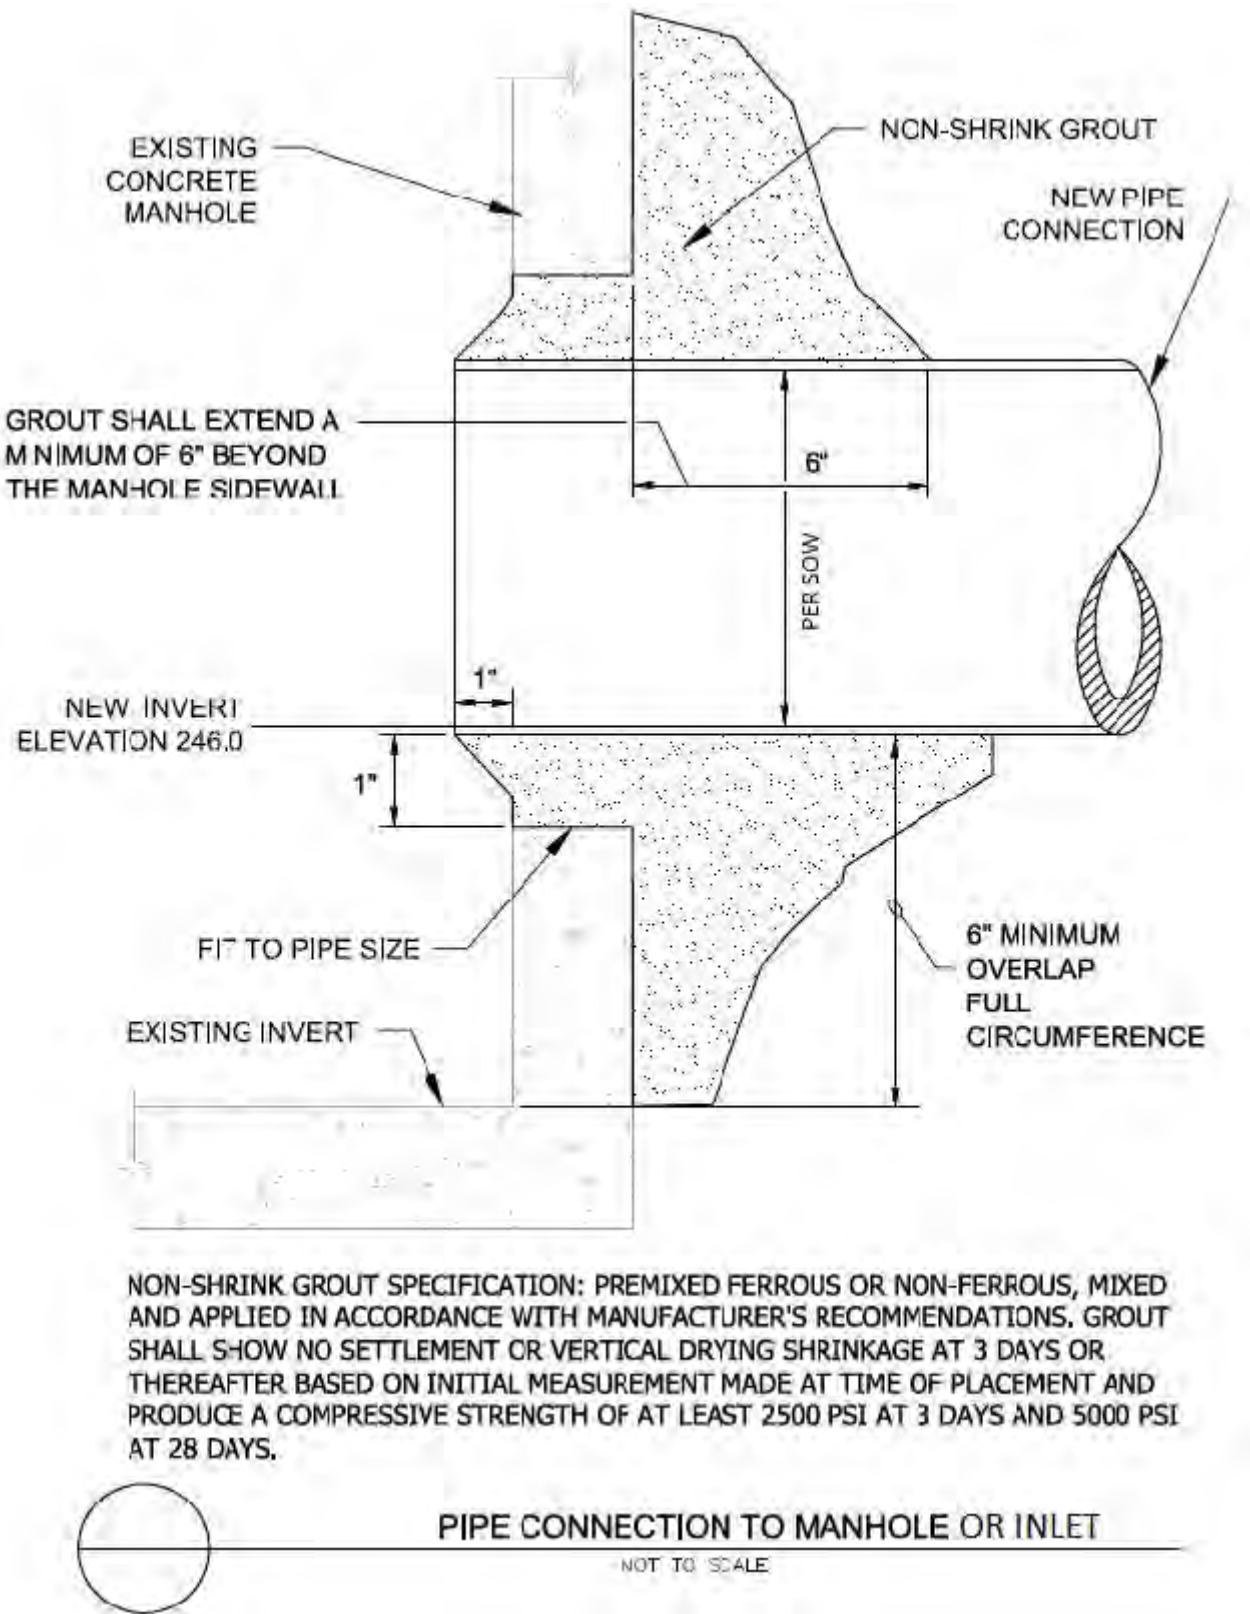 EXISTING
CONCRETE
MANHOLE
NON-SHRINK GROUT
NEW PIPE
CONNECTION
GROUT SHALL EXTEND A
M NIMUM OF 6" BEYOND
THE MANHOLE SIDEWALL
6"
PER SOW
1"
NEW INVERT
ELEVATION 246.0
1"
FIT TO PIPE SIZE
6" MINIMUM
OVERLAP
FULL
CIRCUMFERENCE
EXISTING INVERT
NON-SHRINK GROUT SPECIFICATION: PREMIXED FERROUS OR NON-FERROUS, MIXED
AND APPLIED IN ACCORDANCE WITH MANUFACTURER'S RECOMMENDATIONS. GROUT
SHALL SHOW NO SETTLEMENT OR VERTICAL DRYING SHRINKAGE AT 3 DAYS OR
THEREAFTER BASED ON INITIAL MEASUREMENT MADE AT TIME OF PLACEMENT AND
PRODUCE A COMPRESSIVE STRENGTH OF AT LEAST 2500 PSI AT 3 DAYS AND 5000 PSI
AT 28 DAYS.
PIPE CONNECTION TO MANHOLE OR INLET
NOT TO SCALE